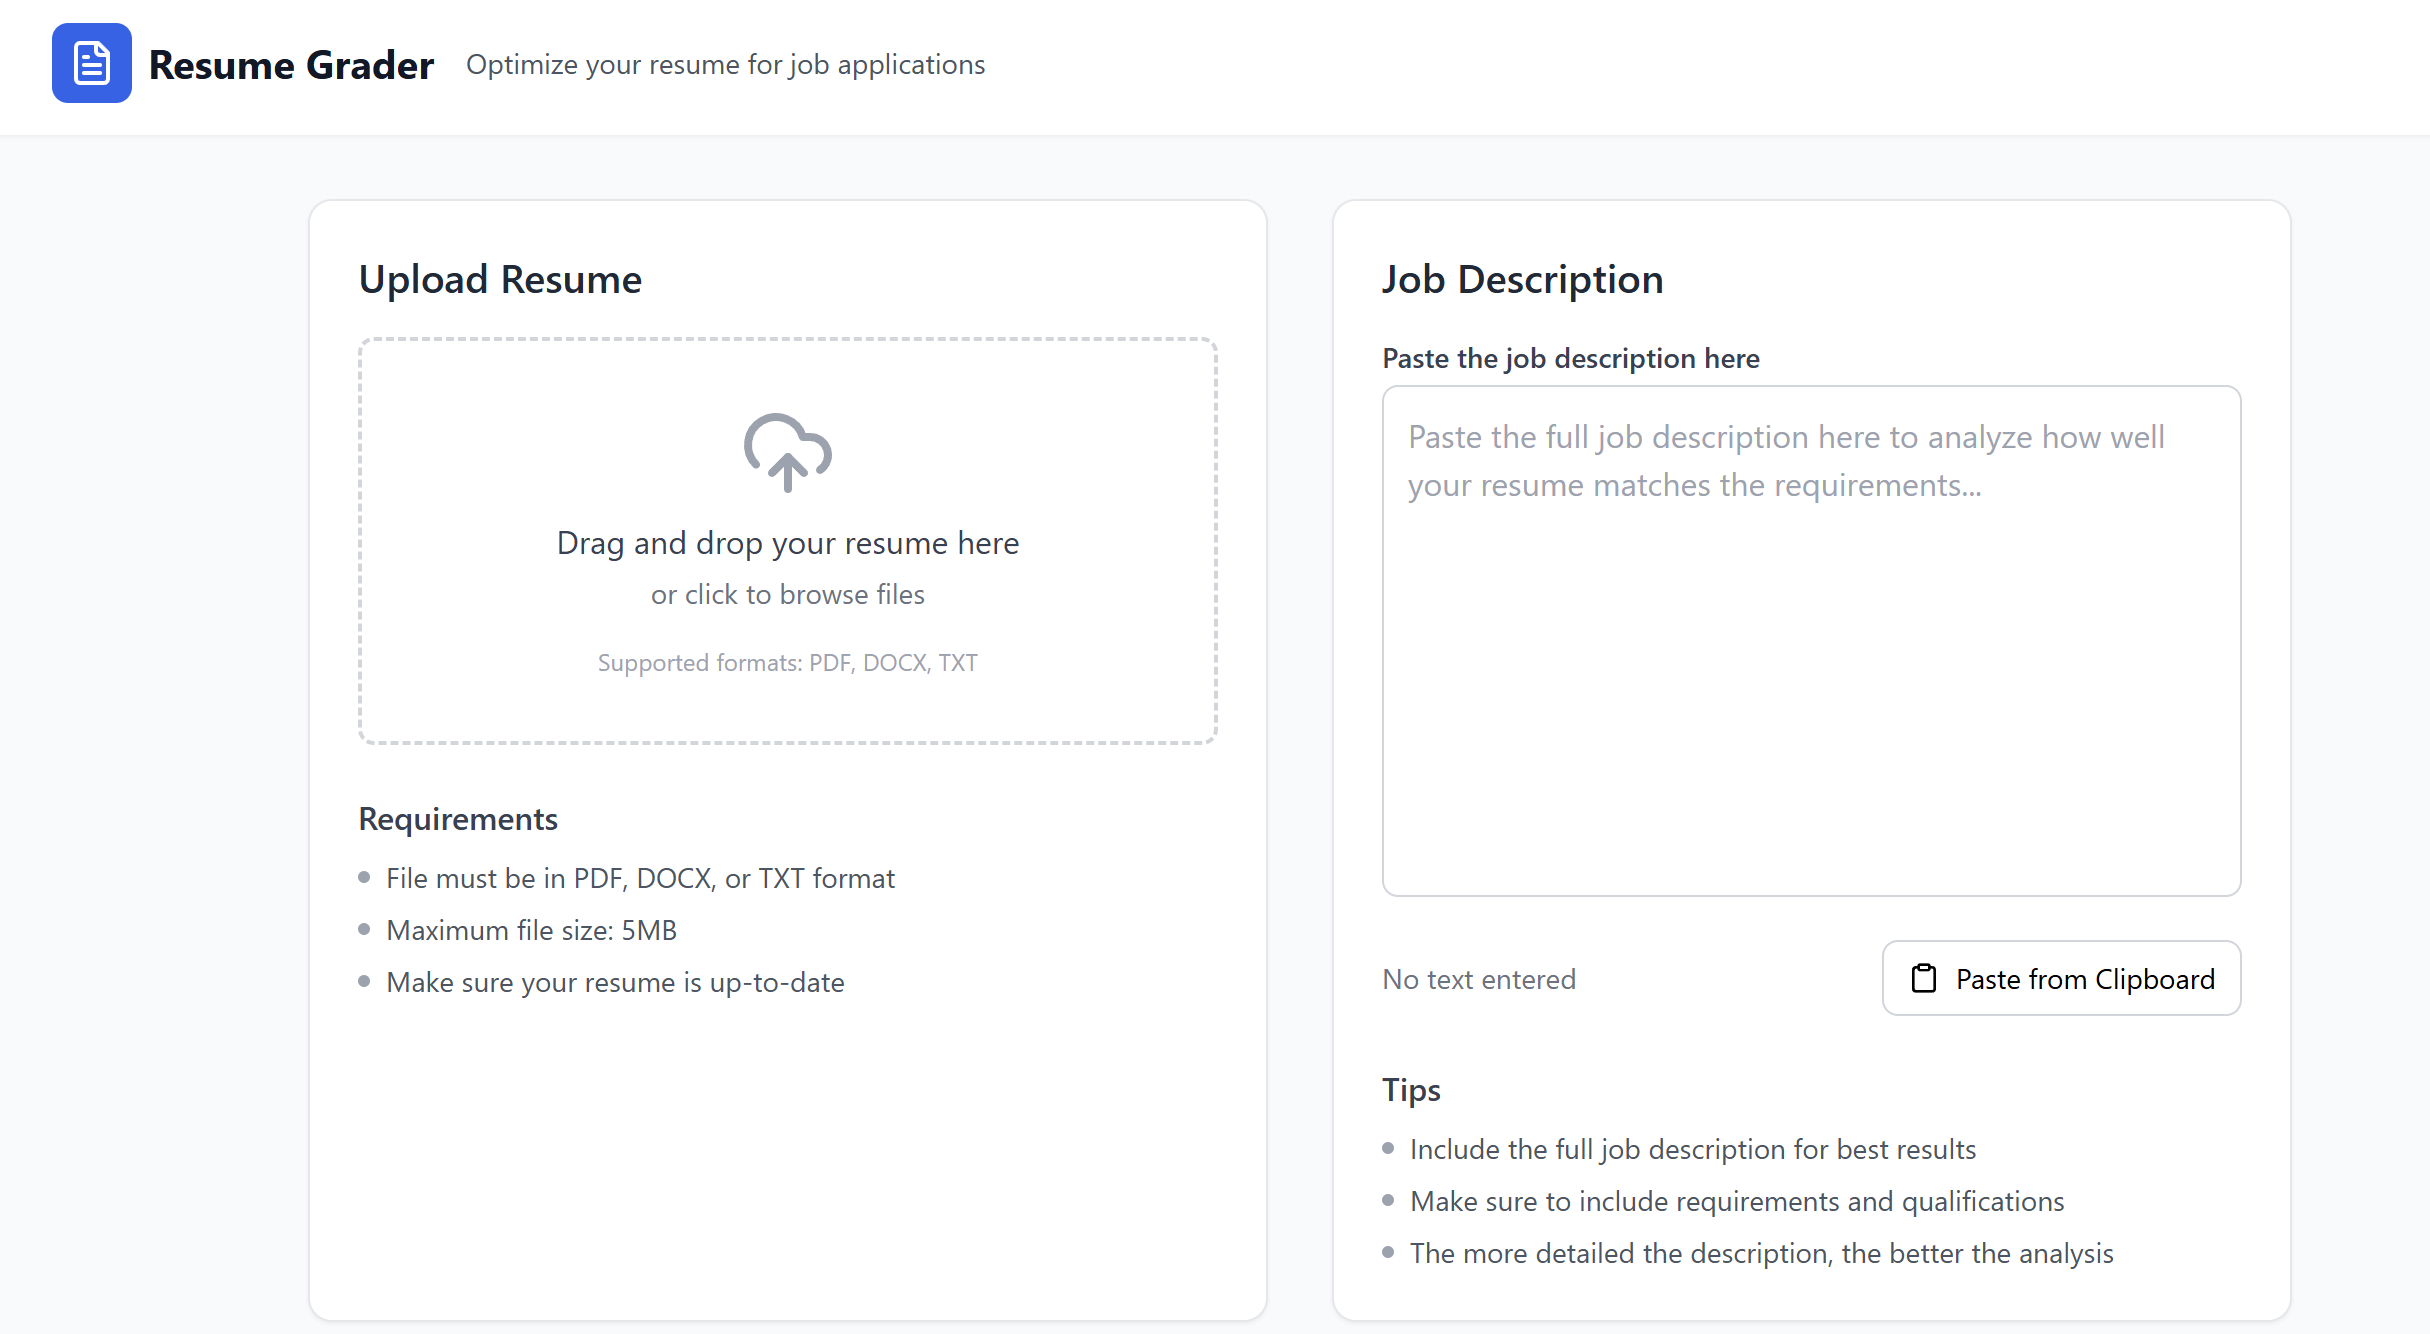 Resume Grader
Optimize your resume for job applications
Upload Resume
Drag and drop your resume here
or click to browse files
Supported formats: PDF, DOCX, TXT
Requirements
File must be in PDF, DOCX, or TXT format
Maximum file size: 5MB
Make sure your resume is up-to-date
Job Description
Paste the job description here
Paste the full job description here to analyze how well
your resume matches the requirements...
No text entered
Paste from Clipboard
Tips
Include the full job description for best results
Make sure to include requirements and qualifications
The more detailed the description, the better the analysis